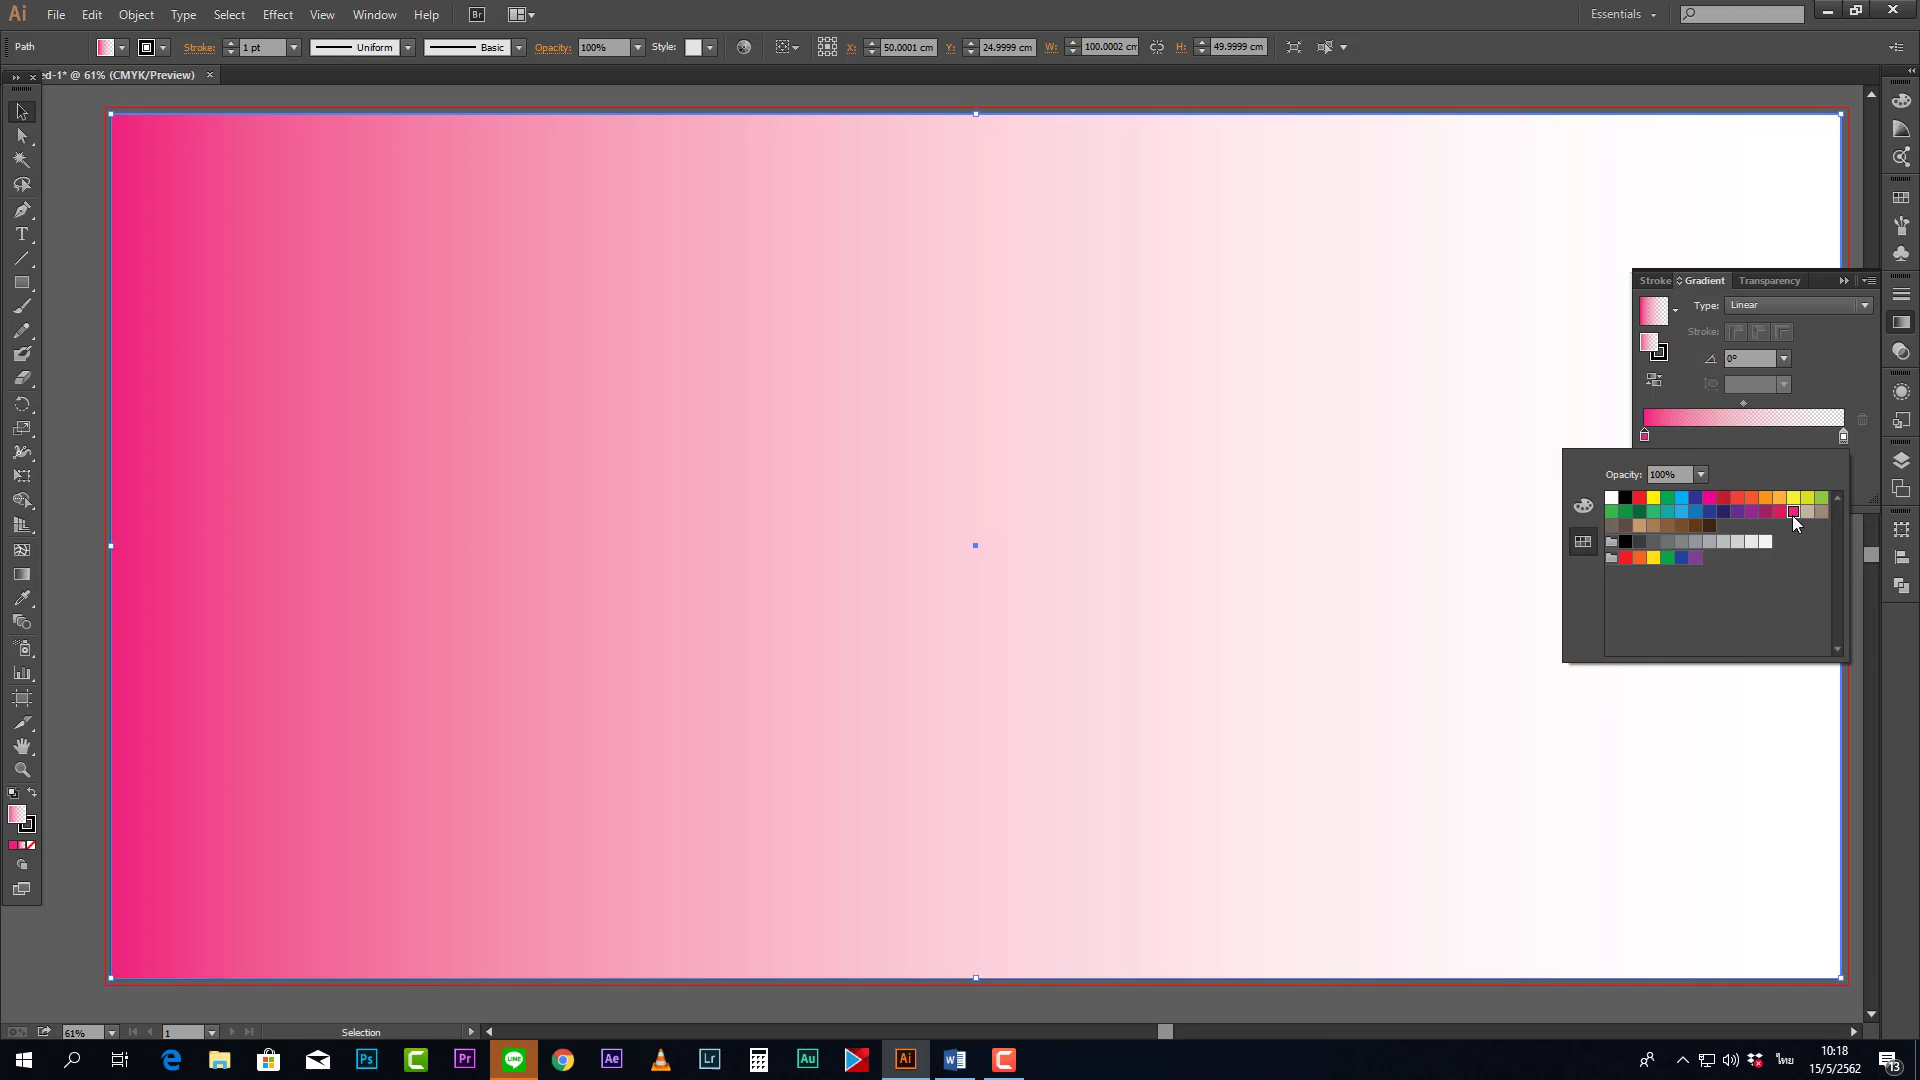 Ai File Edit Object Type Select Effect View Window Help Br Essentials
Path Stroke: 1 pt Uniform Basic Opacity: 100% Style: X: 50.0001 cm Y: 24.9999 cm W: 100.0002 cm H: 49.9999 cm
ed-1* @ 61% (CMYK/Preview)
Stroke Gradient Transparency
Type: Linear
Stroke:
0°
Opacity: 100%
61% 1 Selection
Ps Pr LINE Ae Lr Au Ai W ไทย 10:18
15/5/2562 13